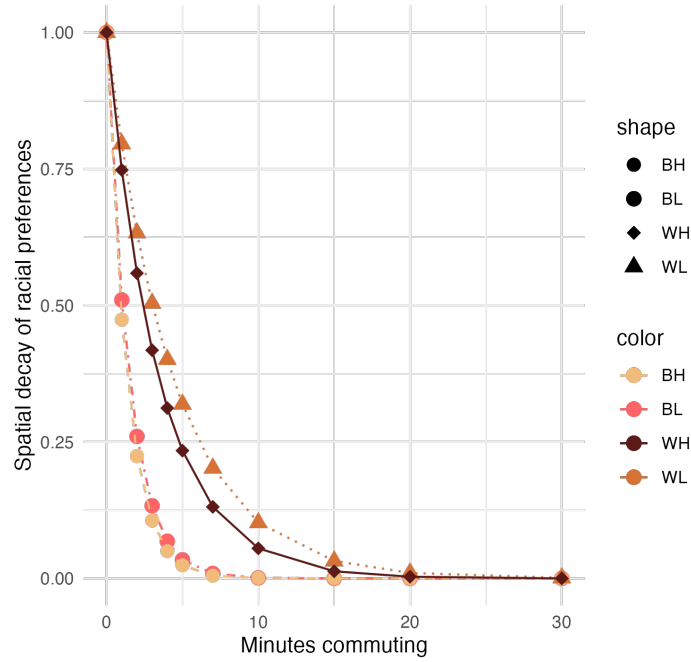 1.00
0.75
0.50
0.25
0.00
0
10
20
30
Spatial decay of racial preferences
Minutes commuting
shape
BH
BL
WH
WL
color
BH
BL
WH
WL